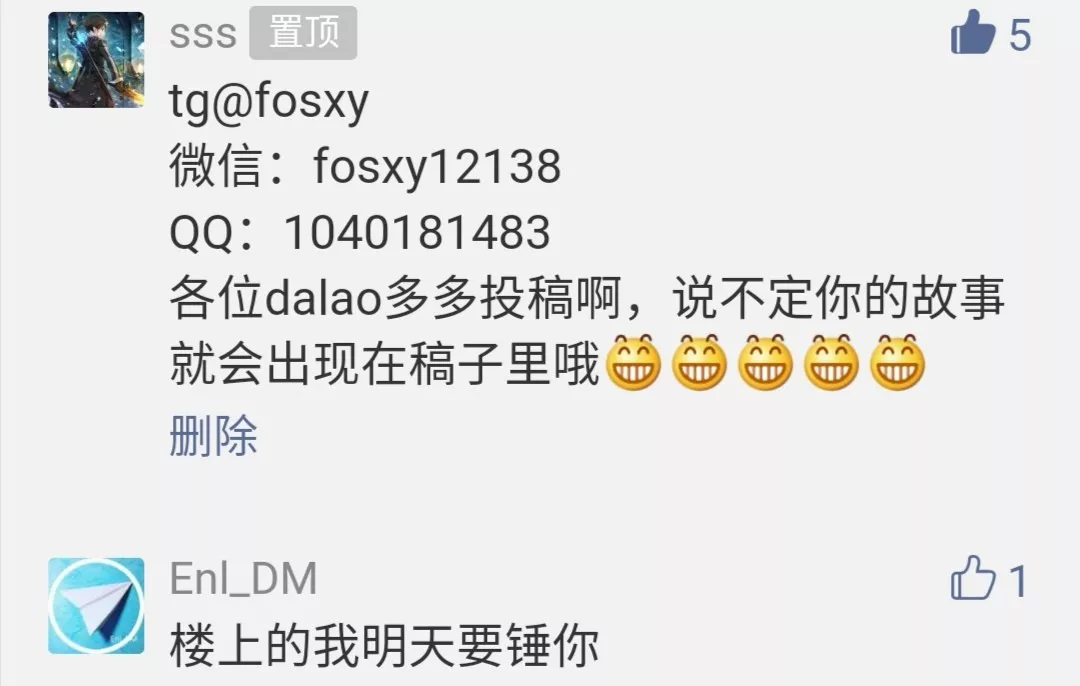 sss 置顶 5
tg@fosxy
微信：fosxy12138
QQ：1040181483
各位dalao多多投稿啊，说不定你的故事
就会出现在稿子里哦😁😁😁😁😁
删除
Enl_DM 1
楼上的我明天要锤你